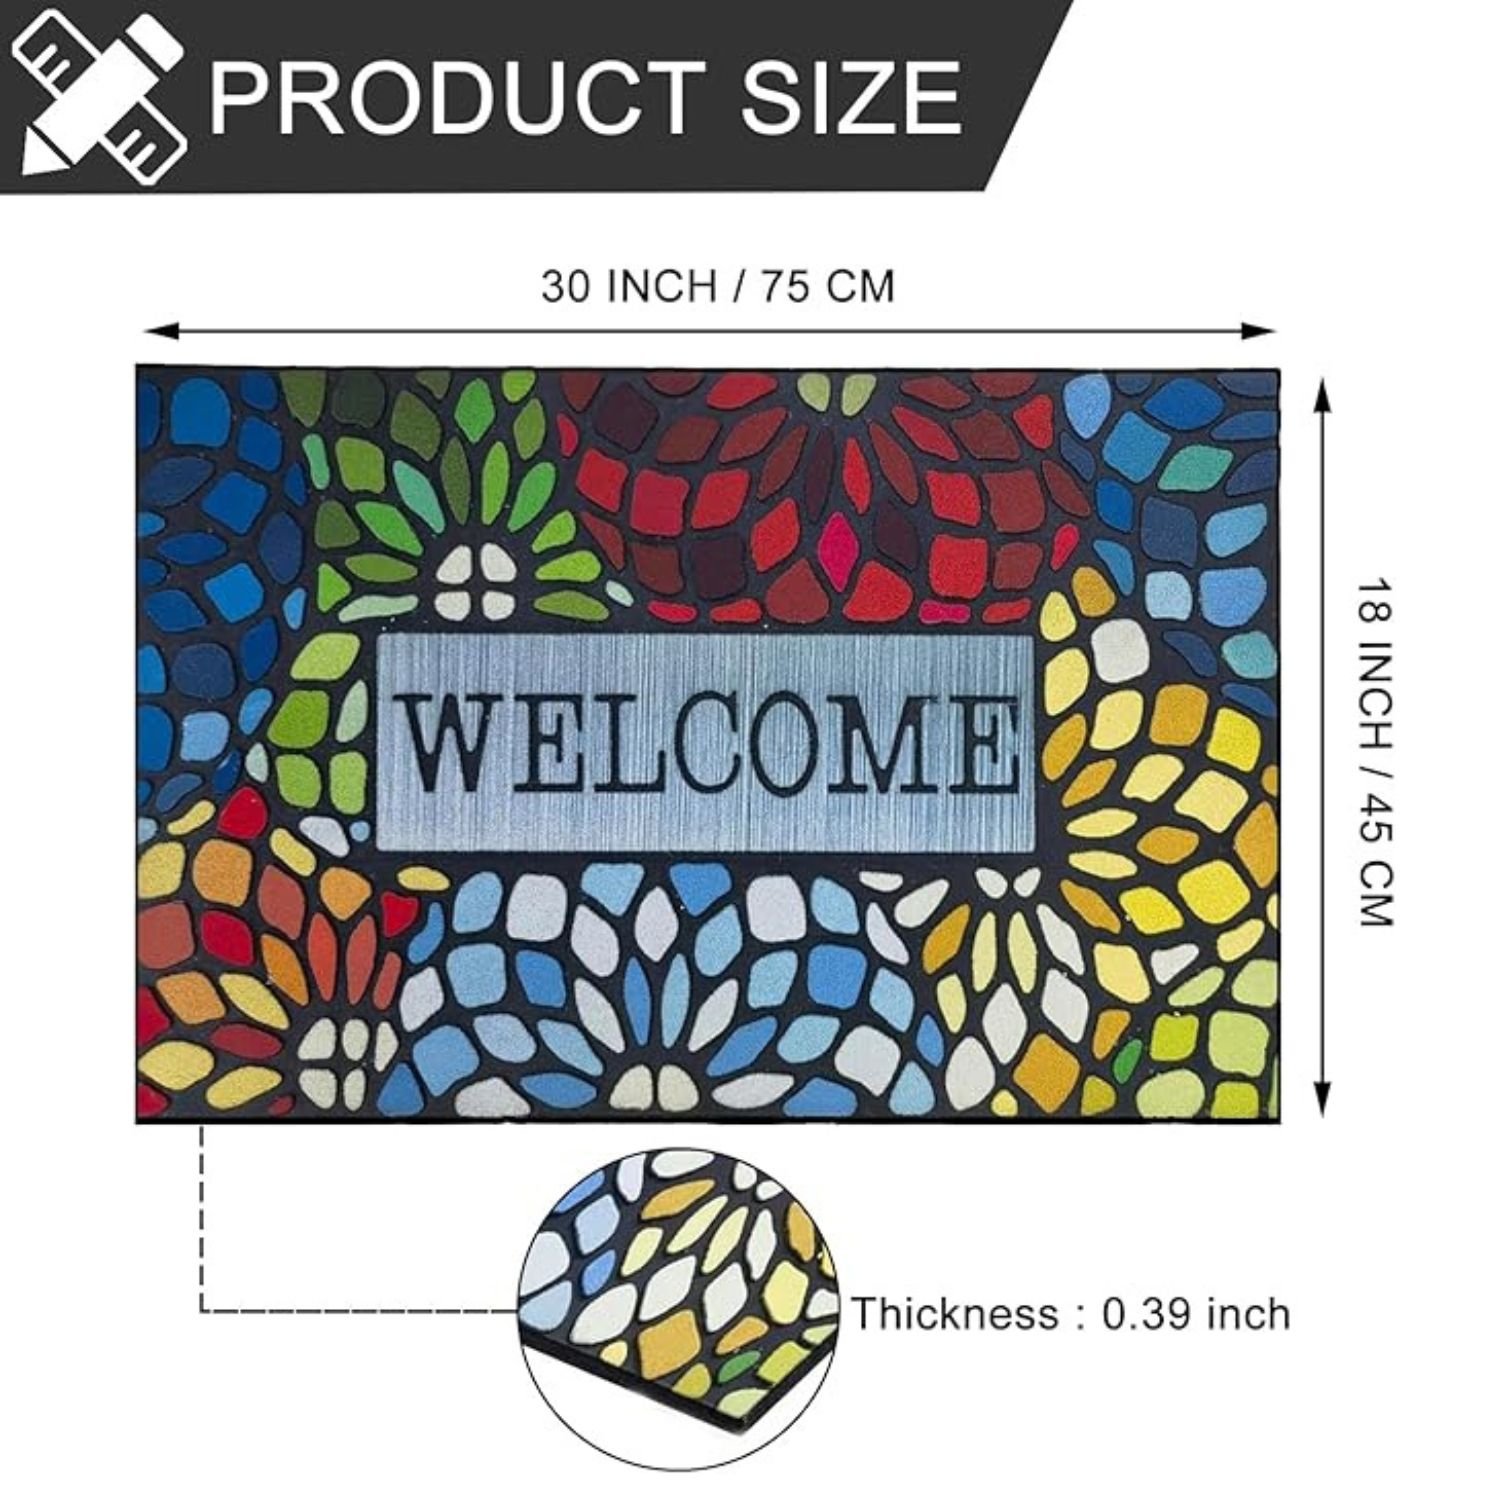 PRODUCT SIZE
30 INCH / 75 CM
WELCOME
18 INCH / 45 CM
Thickness : 0.39 inch